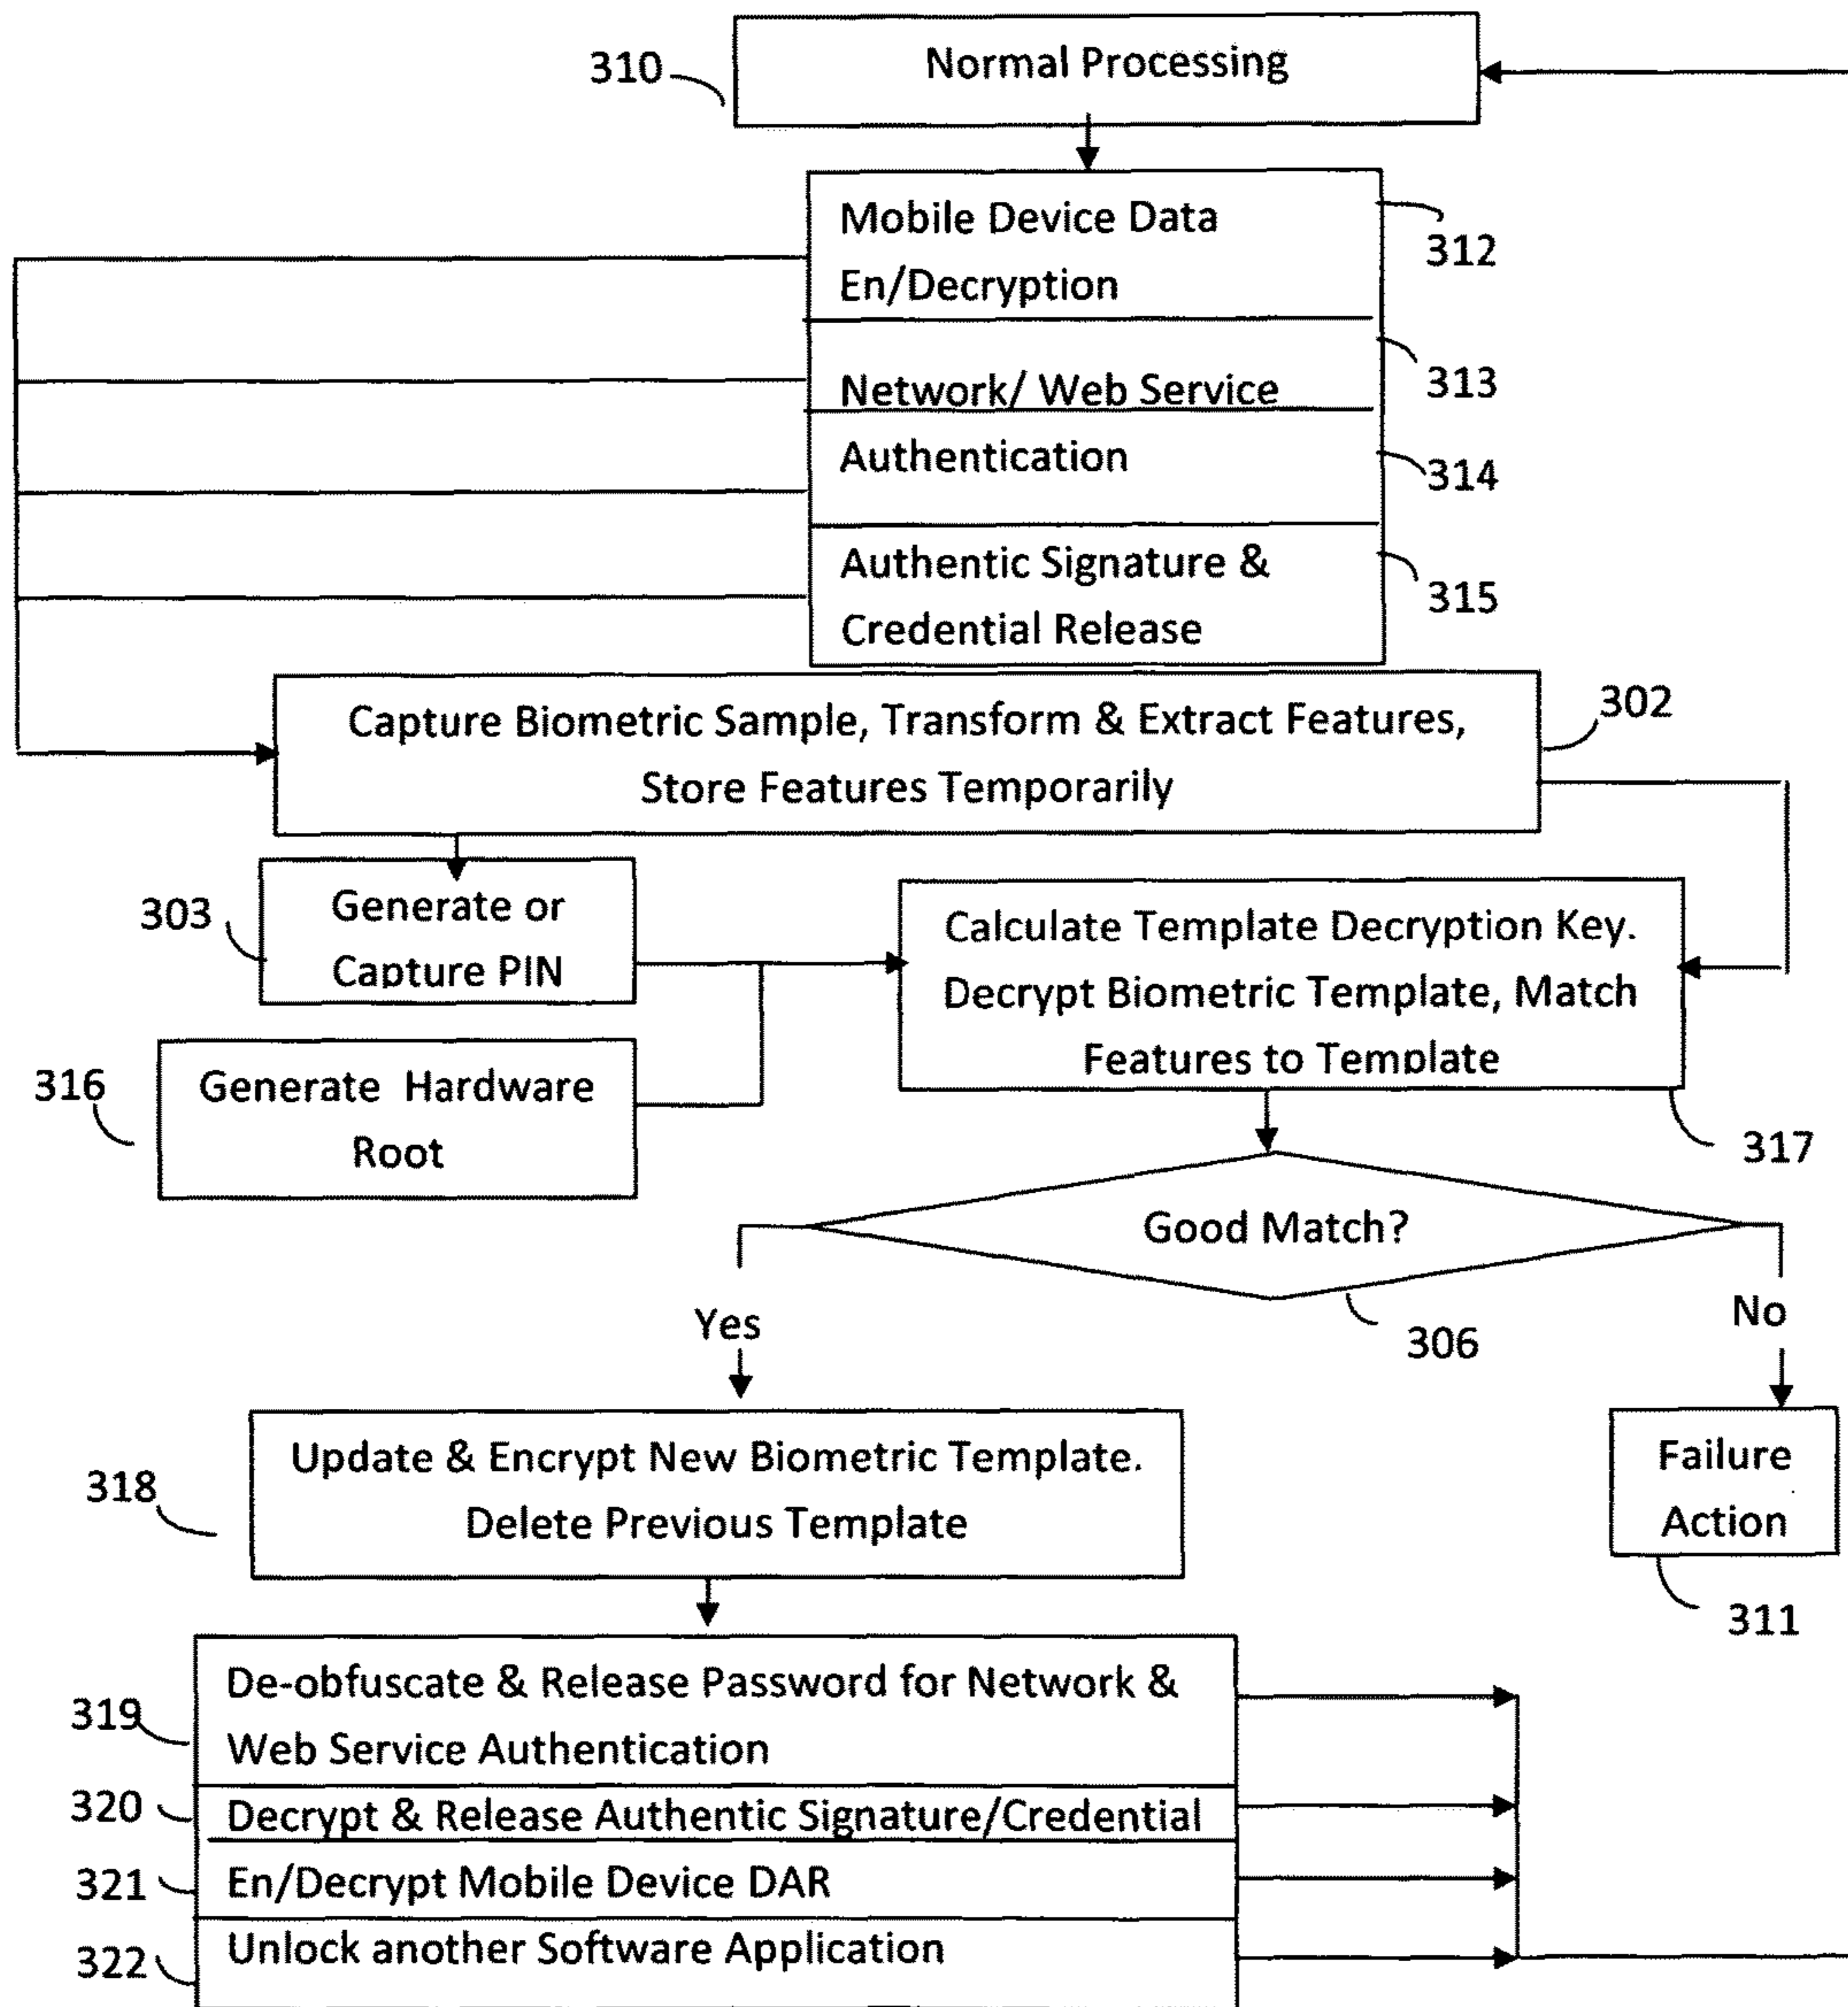 Normal Processing
310
Mobile Device Data
312
En/Decryption
313
Network/ Web Service
Authentication
314
Authentic Signature &
315
Credential Release
302
Capture Biometric Sample, Transform & Extract Features,
Store Features Temporarily
303
Generate or
Capture PIN
Calculate Template Decryption Key.
Decrypt Biometric Template, Match
Features to Template
316
Generate Hardware
Root
317
Good Match?
306
Yes
No
318
Update & Encrypt New Biometric Template.
Delete Previous Template
Failure
Action
311
De-obfuscate & Release Password for Network &
319
Web Service Authentication
320
Decrypt & Release Authentic Signature/Credential
321
En/Decrypt Mobile Device DAR
322
Unlock another Software Application